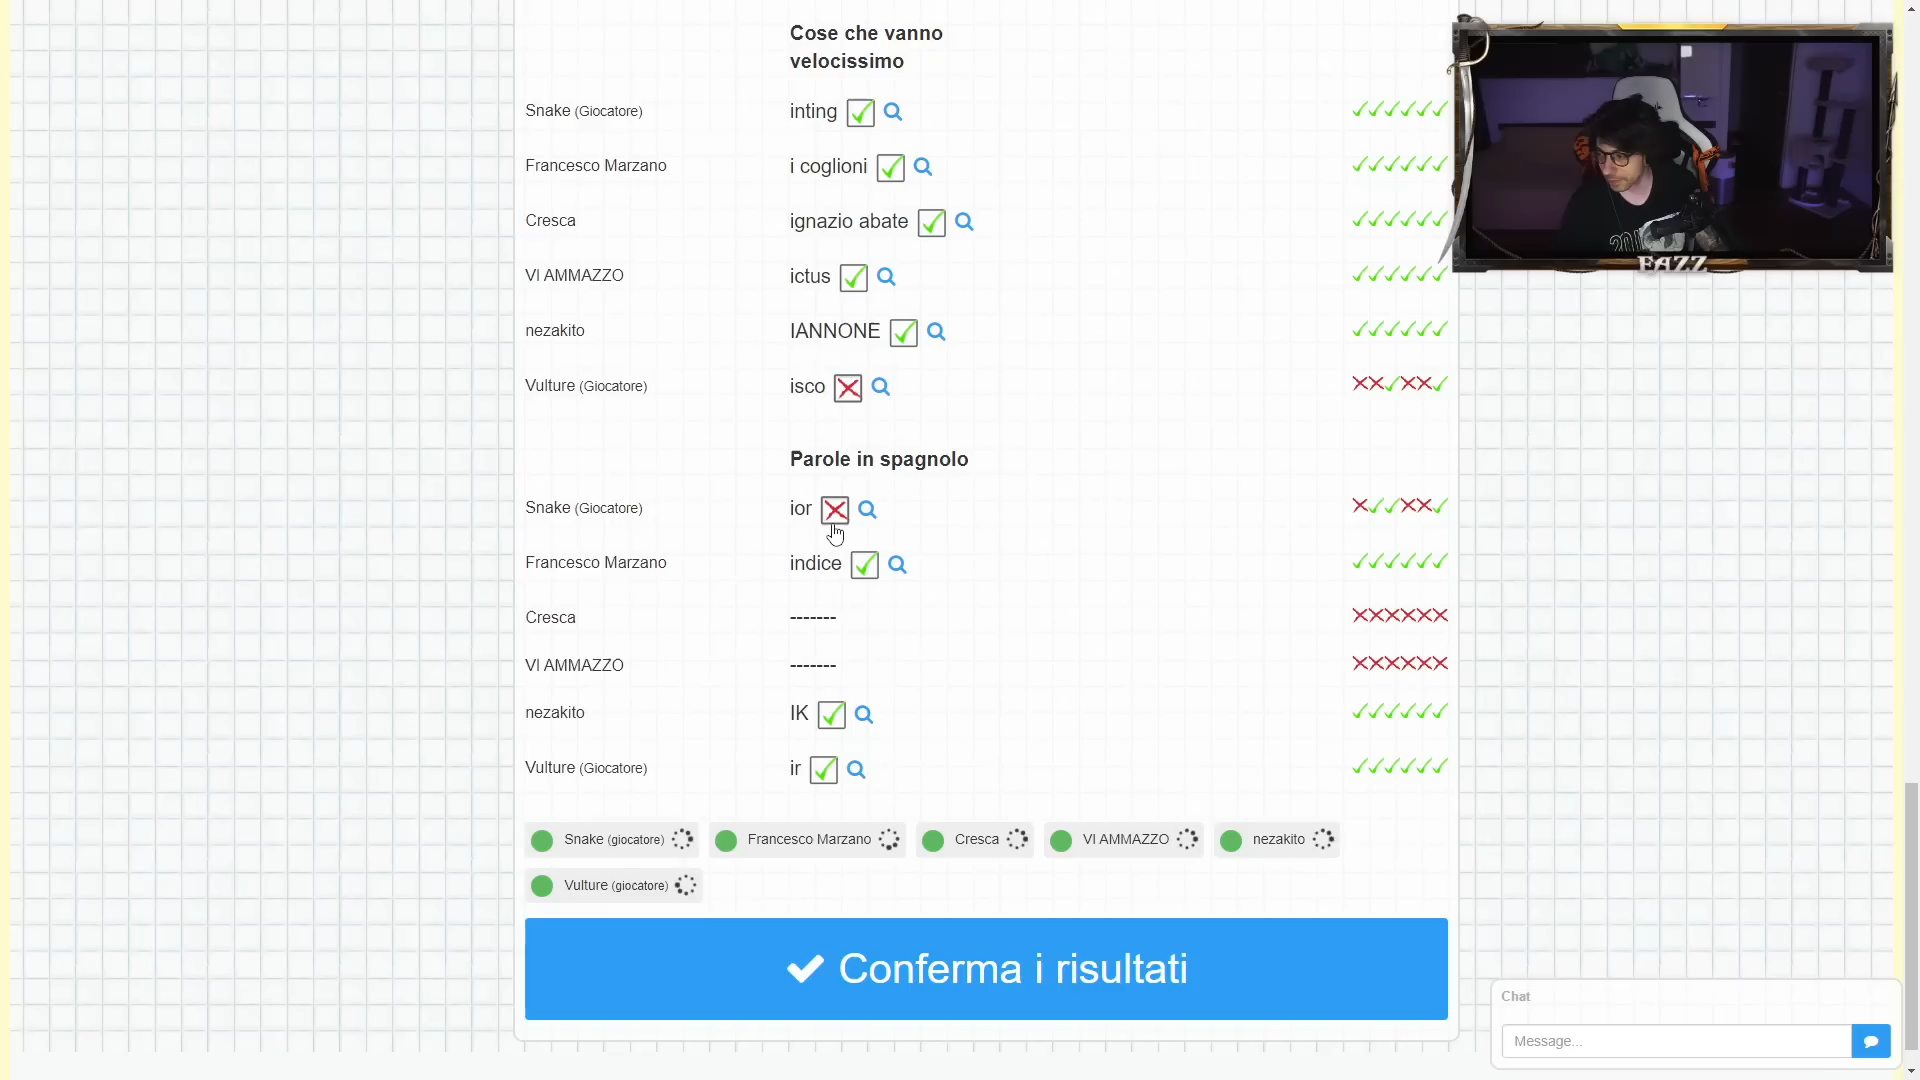 Cose che vanno
velocissimo
Snake (Giocatore) inting
Francesco Marzano i coglioni
Cresca ignazio abate
VI AMMAZZO ictus
nezakito IANNONE
Vulture (Giocatore) isco
Parole in spagnolo
Snake (Giocatore) ior
Francesco Marzano indice
Cresca -------
VI AMMAZZO -------
nezakito IK
Vulture (Giocatore) ir
Snake (giocatore) Francesco Marzano Cresca VI AMMAZZO nezakito
Vulture (giocatore)
Conferma i risultati
FAZZ
Chat
Message...